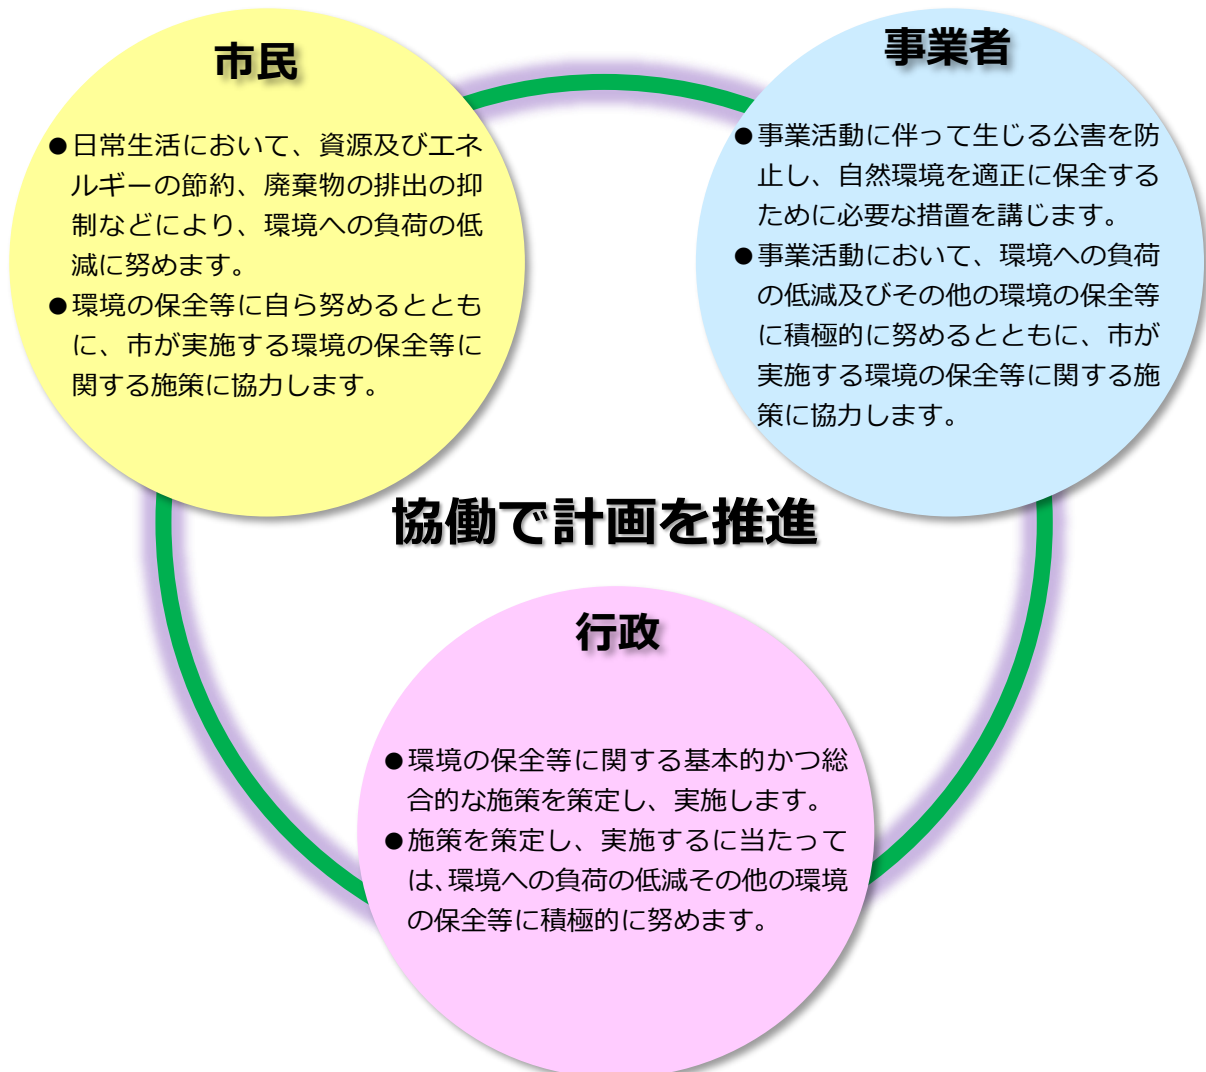 市民
●日常生活において、資源及びエネ
ルギーの節約、廃棄物の排出の抑
制などにより、環境への負荷の低
減に努めます。
●環境の保全等に自ら努めるととも
に、市が実施する環境の保全等に
関する施策に協力します。
事業者
●事業活動に伴って生じる公害を防
止し、自然環境を適正に保全する
ために必要な措置を講じます。
●事業活動において、環境への負荷
の低減及びその他の環境の保全等
に積極的に努めるとともに、市が
実施する環境の保全等に関する施
策に協力します。
協働で計画を推進
行政
●環境の保全等に関する基本的かつ総
合的な施策を策定し、実施します。
●施策を策定し、実施するに当たって
は、環境への負荷の低減その他の環境
の保全等に積極的に努めます。